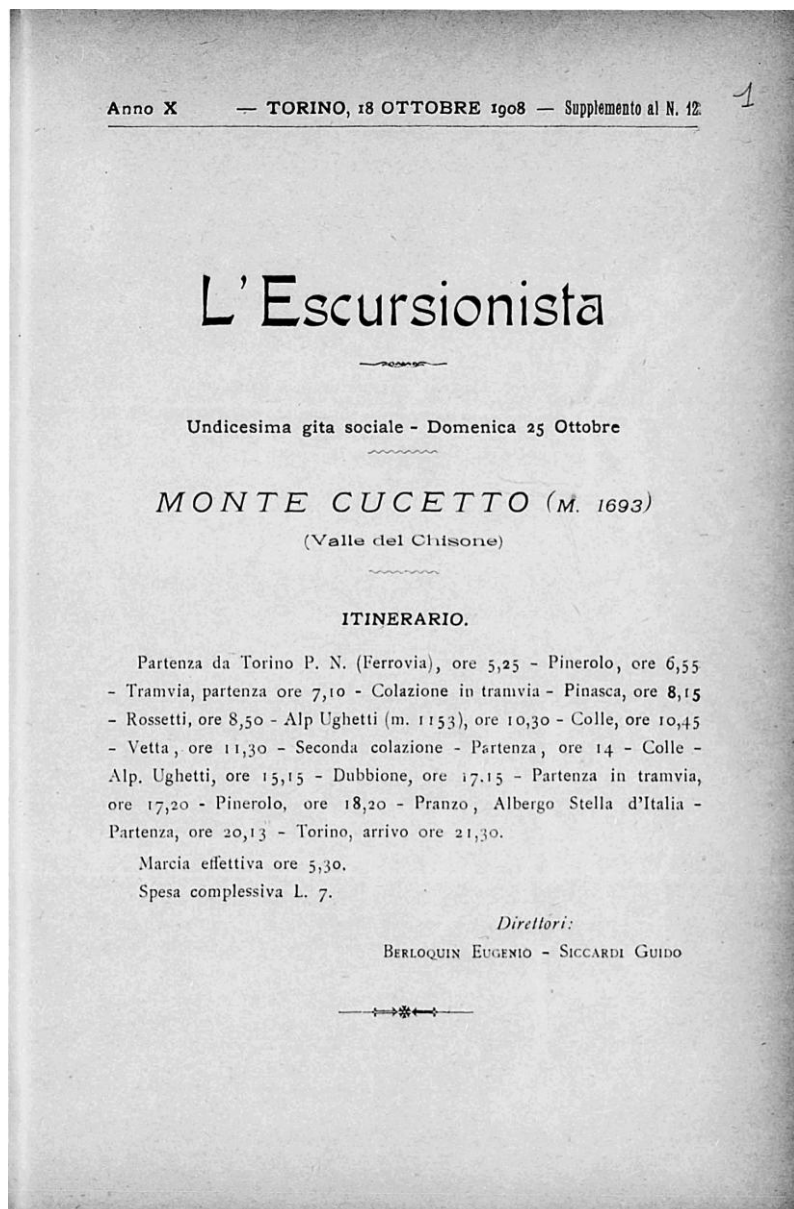 1
Anno X — TORINO, 18 OTTOBRE 1908 — Supplemento al N. 12.
L'Escursionista
Undicesima gita sociale - Domenica 25 Ottobre
MONTE CUCETTO (M. 1693)
(Valle del Chisone)
ITINERARIO.
Partenza da Torino P. N. (Ferrovia), ore 5,25 - Pinerolo, ore 6,55
- Tramvia, partenza ore 7,10 - Colazione in tramvia - Pinasca, ore 8,15
- Rossetti, ore 8,50 - Alp Ughetti (m. 1153), ore 10,30 - Colle, ore 10,45
- Vetta, ore 11,30 - Seconda colazione - Partenza, ore 14 - Colle -
Alp. Ughetti, ore 15,15 - Dubbione, ore 17,15 - Partenza in tramvia,
ore 17,20 - Pinerolo, ore 18,20 - Pranzo, Albergo Stella d'Italia -
Partenza, ore 20,13 - Torino, arrivo ore 21,30.
Marcia effettiva ore 5,30.
Spesa complessiva L. 7.
Direttori:
BERLOQUIN EUGENIO - SICCARDI GUIDO